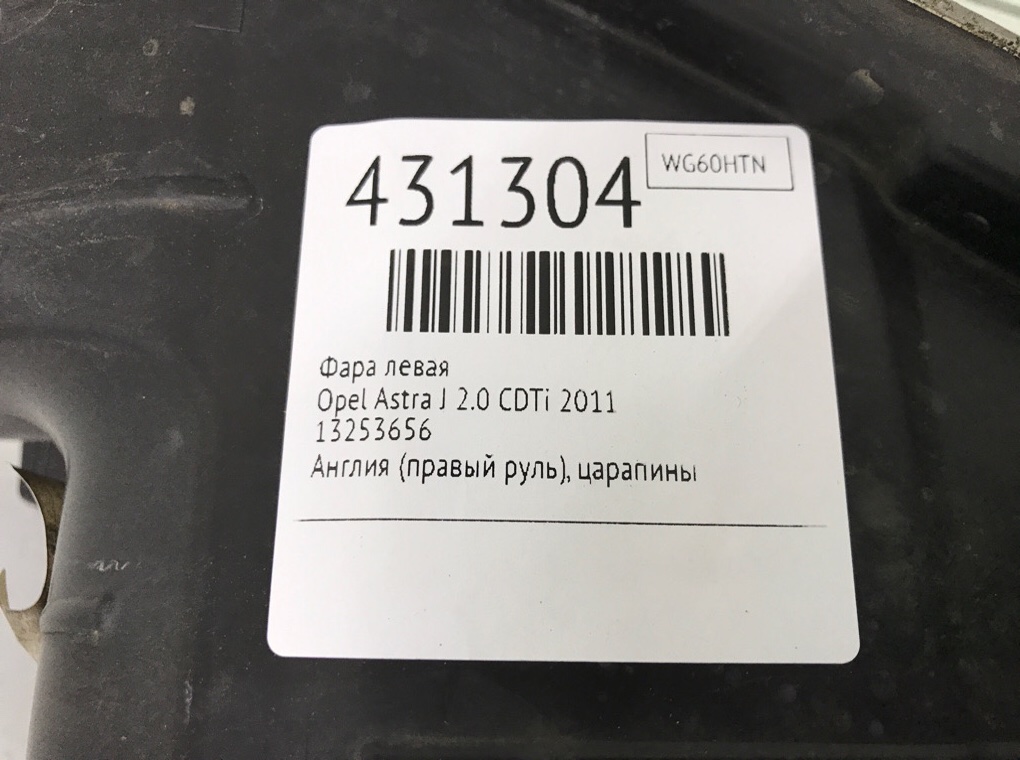 431304
WG60HTN
Фара левая
Opel Astra J 2.0 CDTi 2011
13253656
Англия (правый руль), царапины